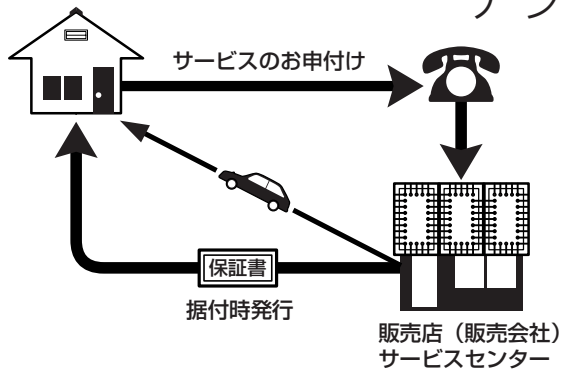 サービスのお申付け
保証書
据付時発行
販売店（販売会社）
サービスセンター